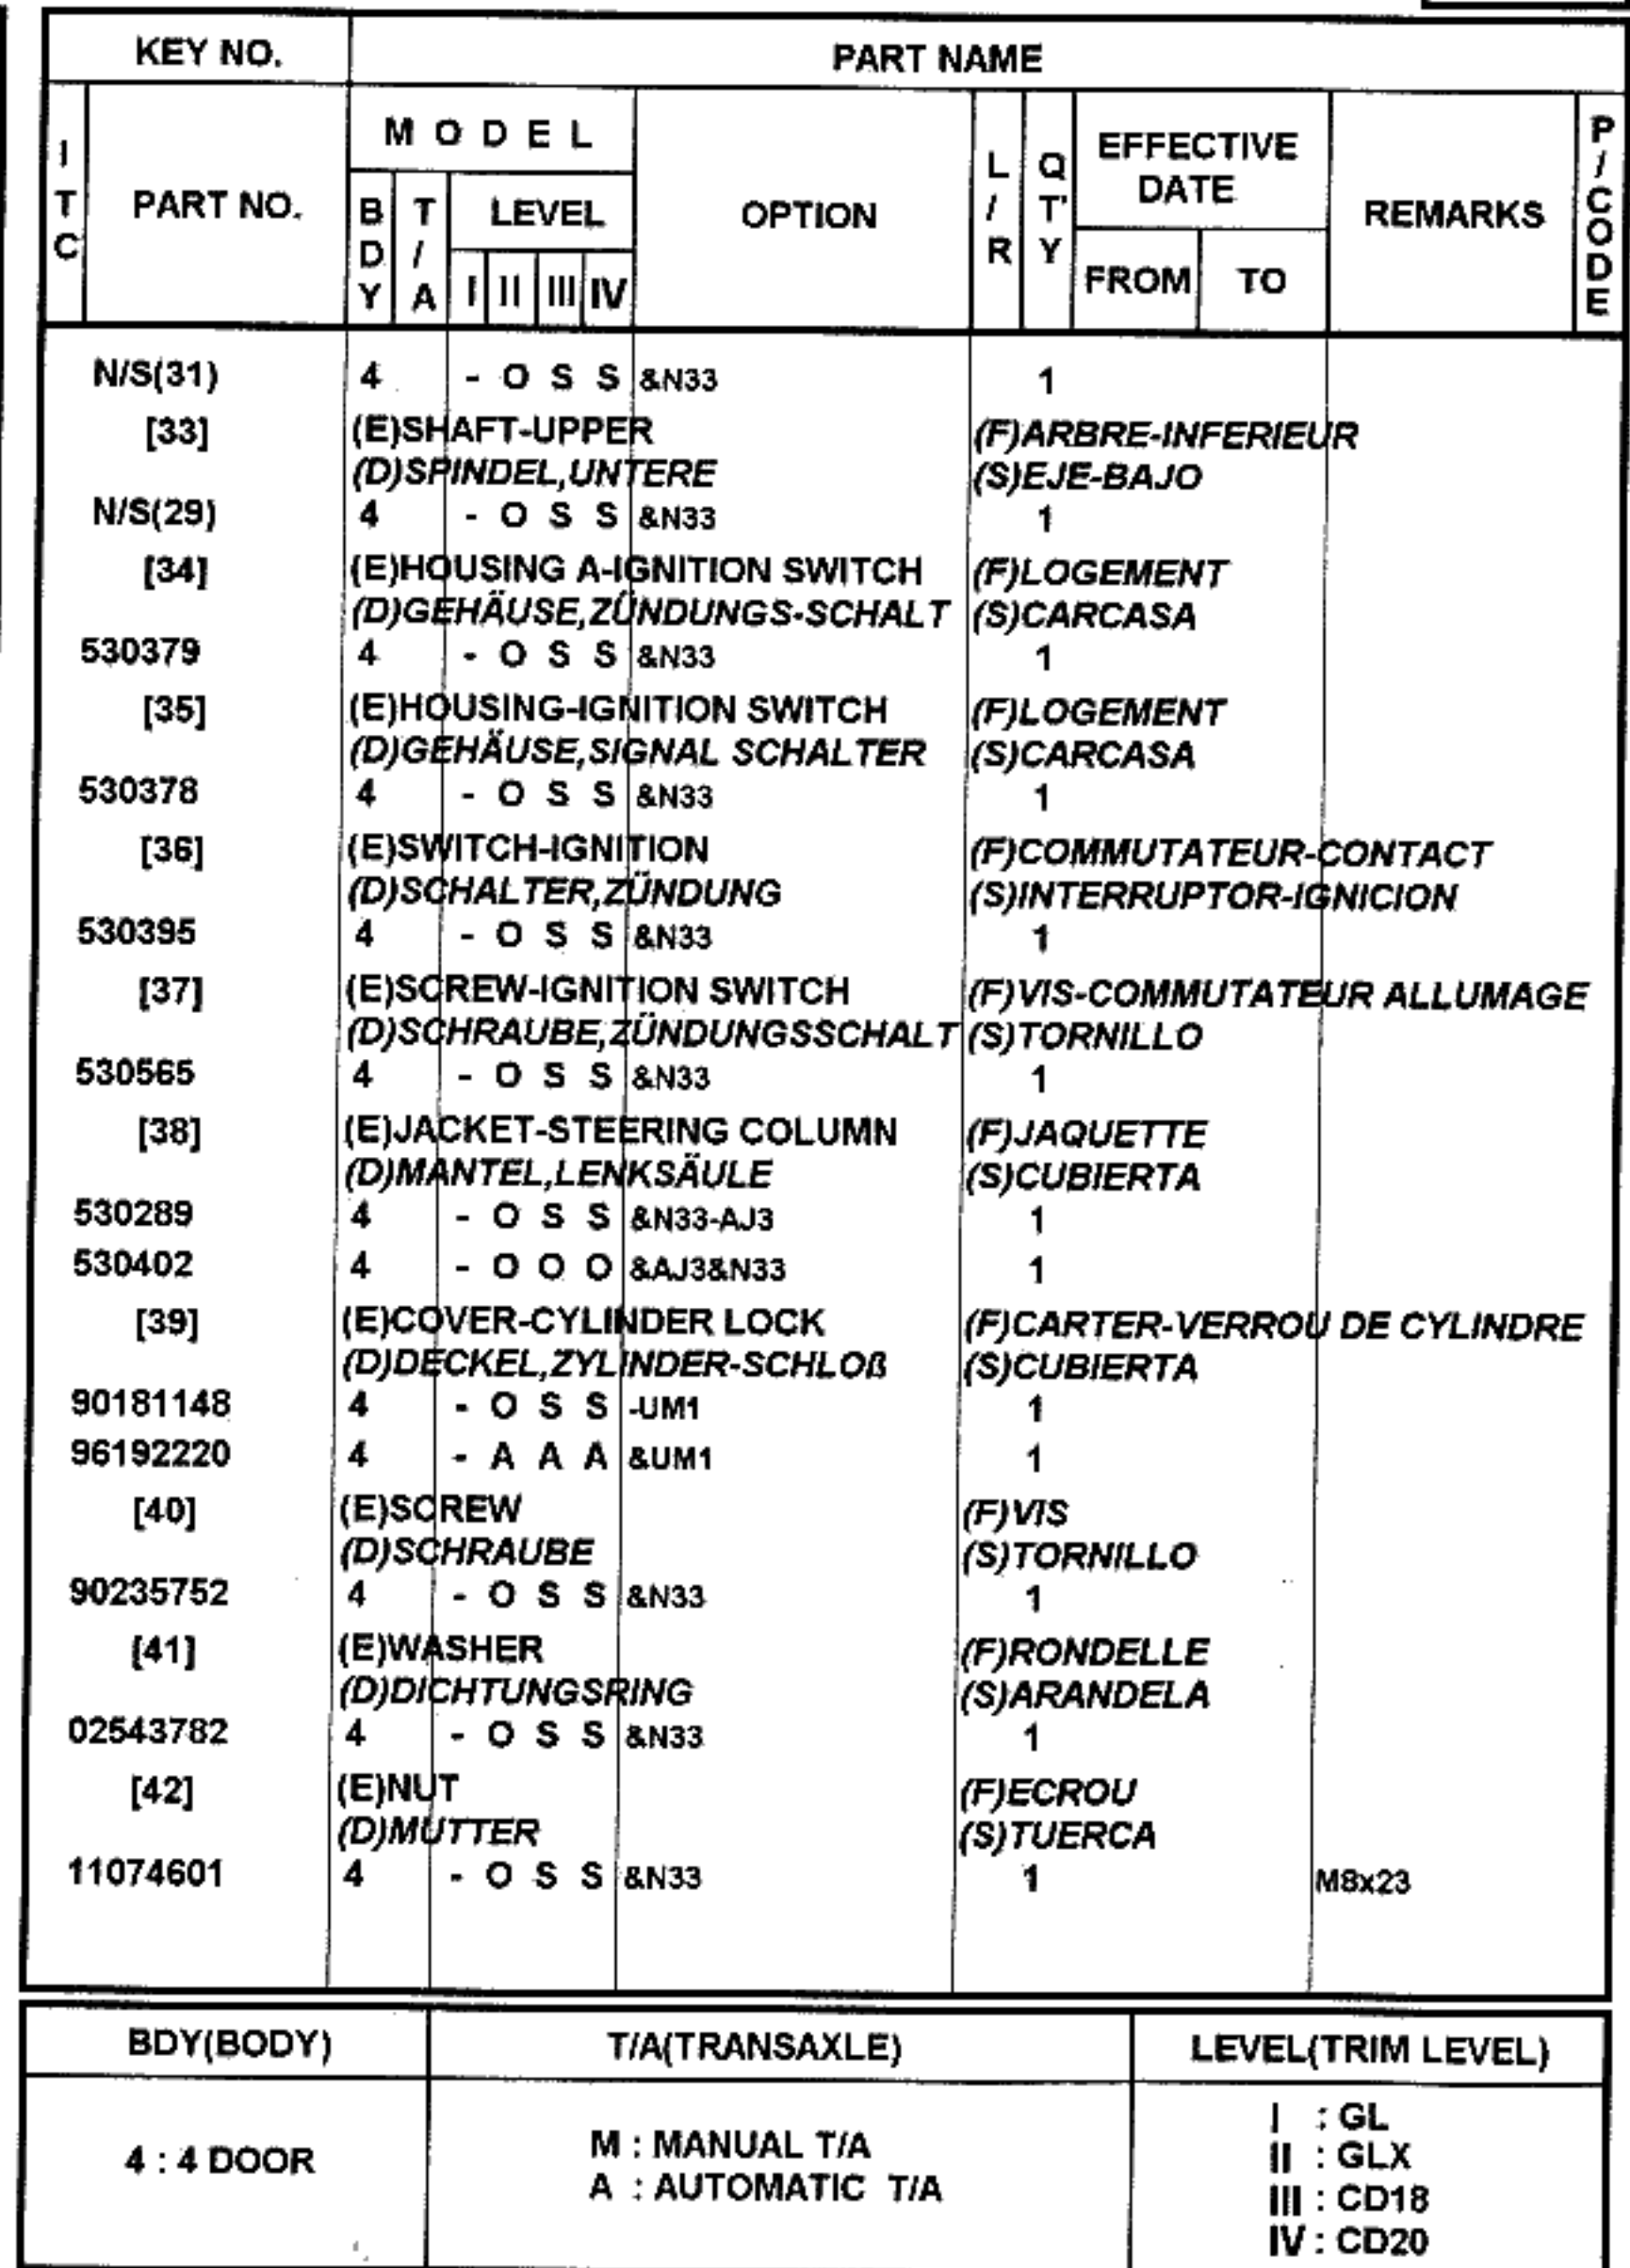 KEY NO. PART NAME
ITC PART NO. MODEL OPTION L/R Q'TY EFFECTIVE DATE REMARKS P/CODE
BDY T/A LEVEL FROM TO
I II III IV
N/S(31) 4 - O S S &N33 1
[33] (E)SHAFT-UPPER (F)ARBRE-INFERIEUR
(D)SPINDEL,UNTERE (S)EJE-BAJO
N/S(29) 4 - O S S &N33 1
[34] (E)HOUSING A-IGNITION SWITCH (F)LOGEMENT
(D)GEHÄUSE,ZÜNDUNGS-SCHALT (S)CARCASA
530379 4 - O S S &N33 1
[35] (E)HOUSING-IGNITION SWITCH (F)LOGEMENT
(D)GEHÄUSE,SIGNAL SCHALTER (S)CARCASA
530378 4 - O S S &N33 1
[36] (E)SWITCH-IGNITION (F)COMMUTATEUR-CONTACT
(D)SCHALTER,ZÜNDUNG (S)INTERRUPTOR-IGNICION
530395 4 - O S S &N33 1
[37] (E)SCREW-IGNITION SWITCH (F)VIS-COMMUTATEUR ALLUMAGE
(D)SCHRAUBE,ZÜNDUNGSSCHALT (S)TORNILLO
530565 4 - O S S &N33 1
[38] (E)JACKET-STEERING COLUMN (F)JAQUETTE
(D)MANTEL,LENKSÄULE (S)CUBIERTA
530289 4 - O S S &N33-AJ3 1
530402 4 - O O O &AJ3&N33 1
[39] (E)COVER-CYLINDER LOCK (F)CARTER-VERROU DE CYLINDRE
(D)DECKEL,ZYLINDER-SCHLOß (S)CUBIERTA
90181148 4 - O S S -UM1 1
96192220 4 - A A A &UM1 1
[40] (E)SCREW (F)VIS
(D)SCHRAUBE (S)TORNILLO
90235752 4 - O S S &N33 1
[41] (E)WASHER (F)RONDELLE
(D)DICHTUNGSRING (S)ARANDELA
02543782 4 - O S S &N33 1
[42] (E)NUT (F)ECROU
(D)MUTTER (S)TUERCA
11074601 4 - O S S &N33 1 M8x23
BDY(BODY) T/A(TRANSAXLE) LEVEL(TRIM LEVEL)
4 : 4 DOOR
M : MANUAL T/A
A : AUTOMATIC T/A
I : GL
II : GLX
III : CD18
IV : CD20